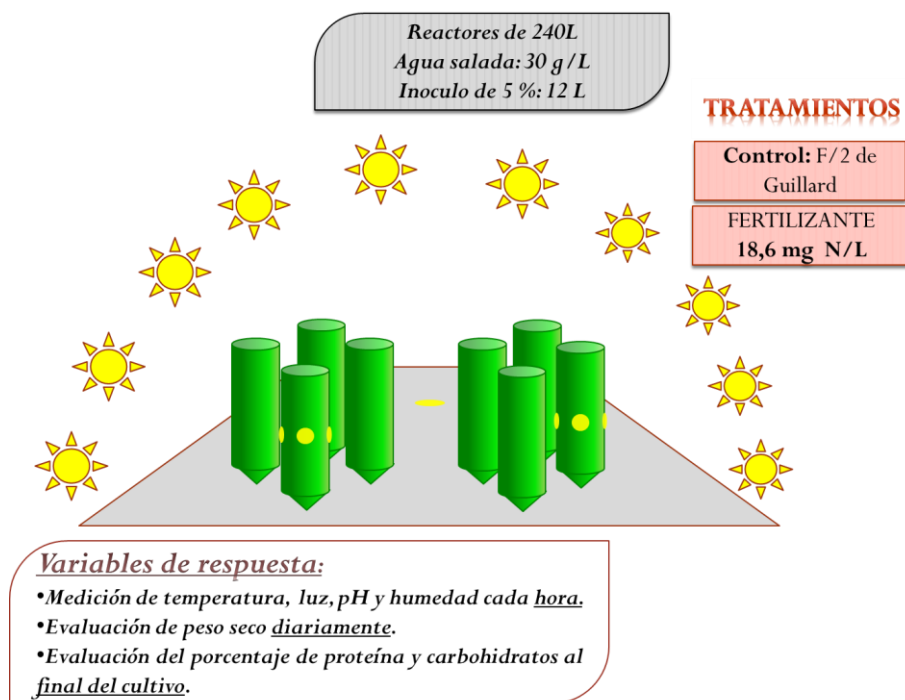 Reactores de 240L
Agua salada: 30 g/L
Inoculo de 5 %: 12 L
TRATAMIENTOS
Control: F/2 de
Guillard
FERTILIZANTE
18,6 mg N/L
Variables de respuesta:
•Medición de temperatura, luz, pH y humedad cada hora.
•Evaluación de peso seco diariamente.
•Evaluación del porcentaje de proteína y carbohidratos al
final del cultivo.